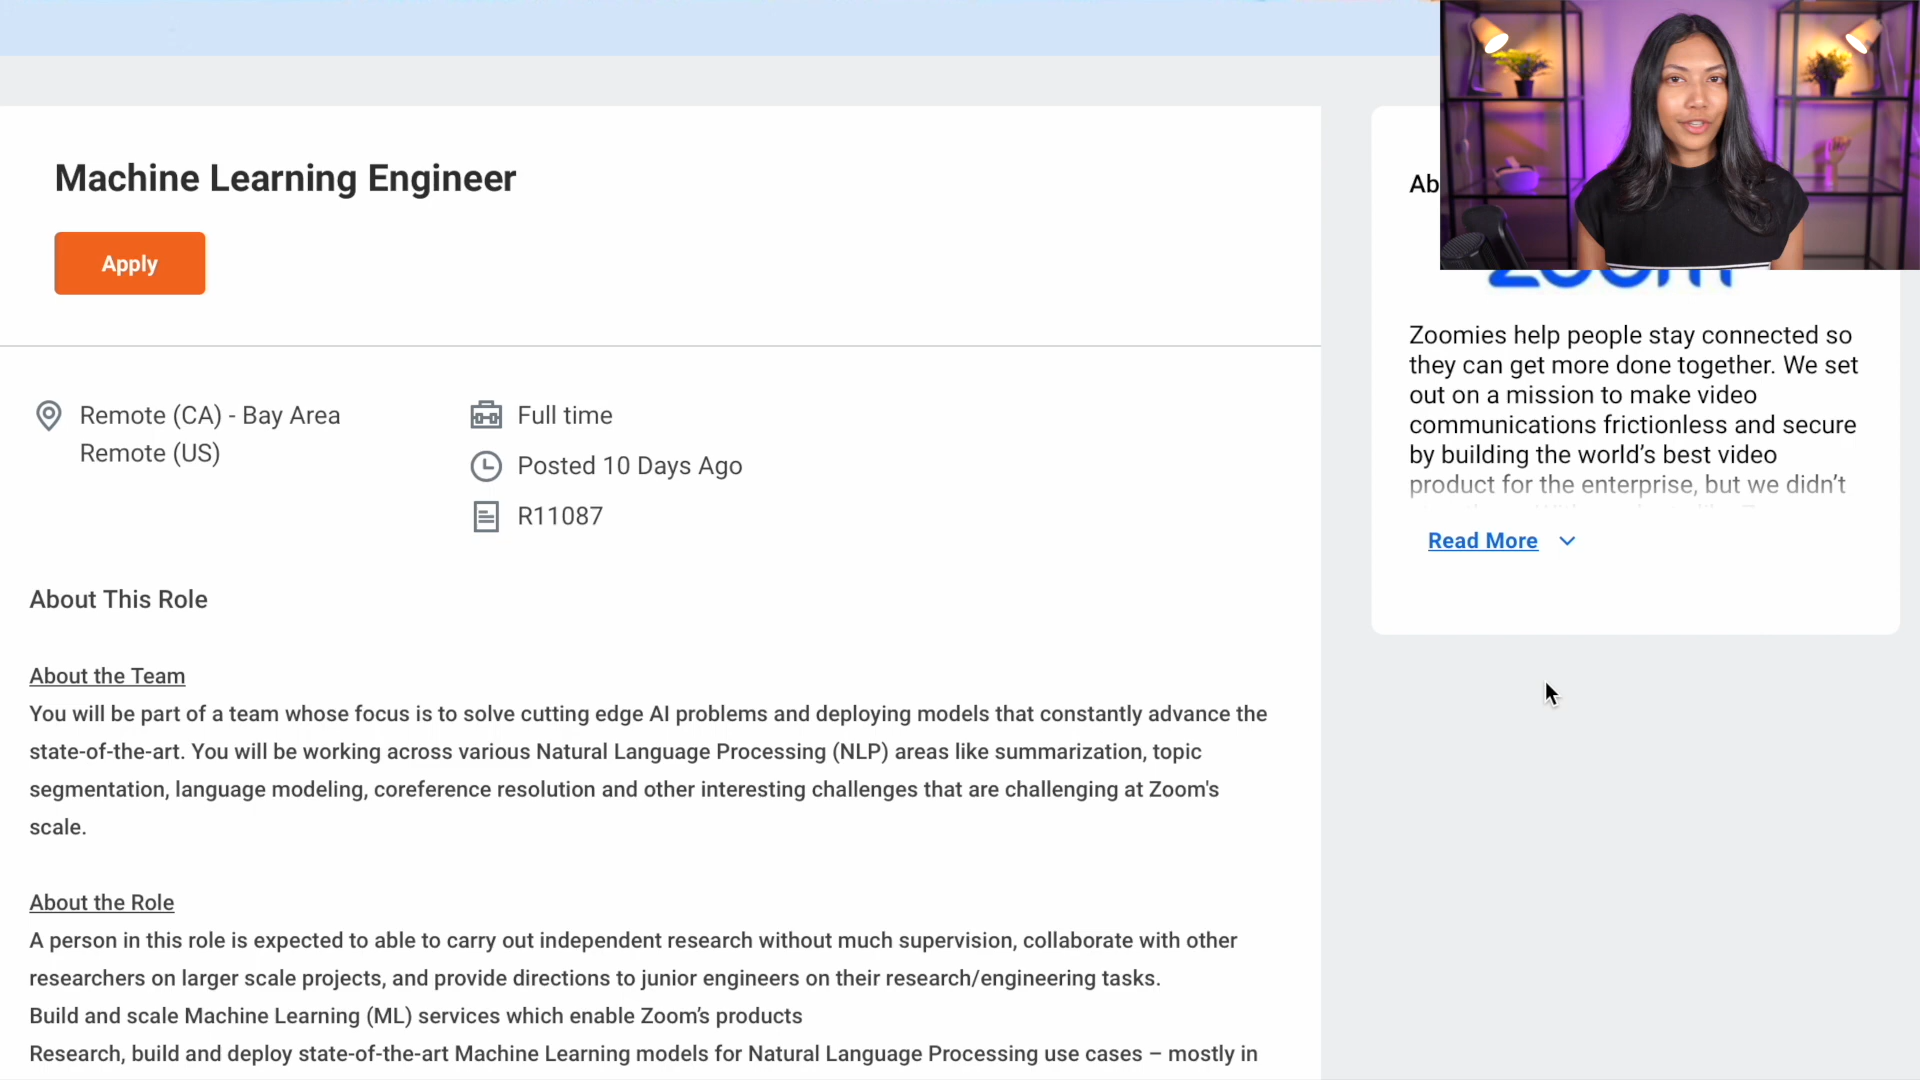 Machine Learning Engineer
Apply
Remote (CA) - Bay Area
Remote (US)
Full time
Posted 10 Days Ago
R11087
About This Role
About the Team
You will be part of a team whose focus is to solve cutting edge AI problems and deploying models that constantly advance the
state-of-the-art. You will be working across various Natural Language Processing (NLP) areas like summarization, topic
segmentation, language modeling, coreference resolution and other interesting challenges that are challenging at Zoom's
scale.
About the Role
A person in this role is expected to able to carry out independent research without much supervision, collaborate with other
researchers on larger scale projects, and provide directions to junior engineers on their research/engineering tasks.
Build and scale Machine Learning (ML) services which enable Zoom’s products
Research, build and deploy state-of-the-art Machine Learning models for Natural Language Processing use cases – mostly in
Ab
zoom
Zoomies help people stay connected so
they can get more done together. We set
out on a mission to make video
communications frictionless and secure
by building the world’s best video
product for the enterprise, but we didn’t
Read More